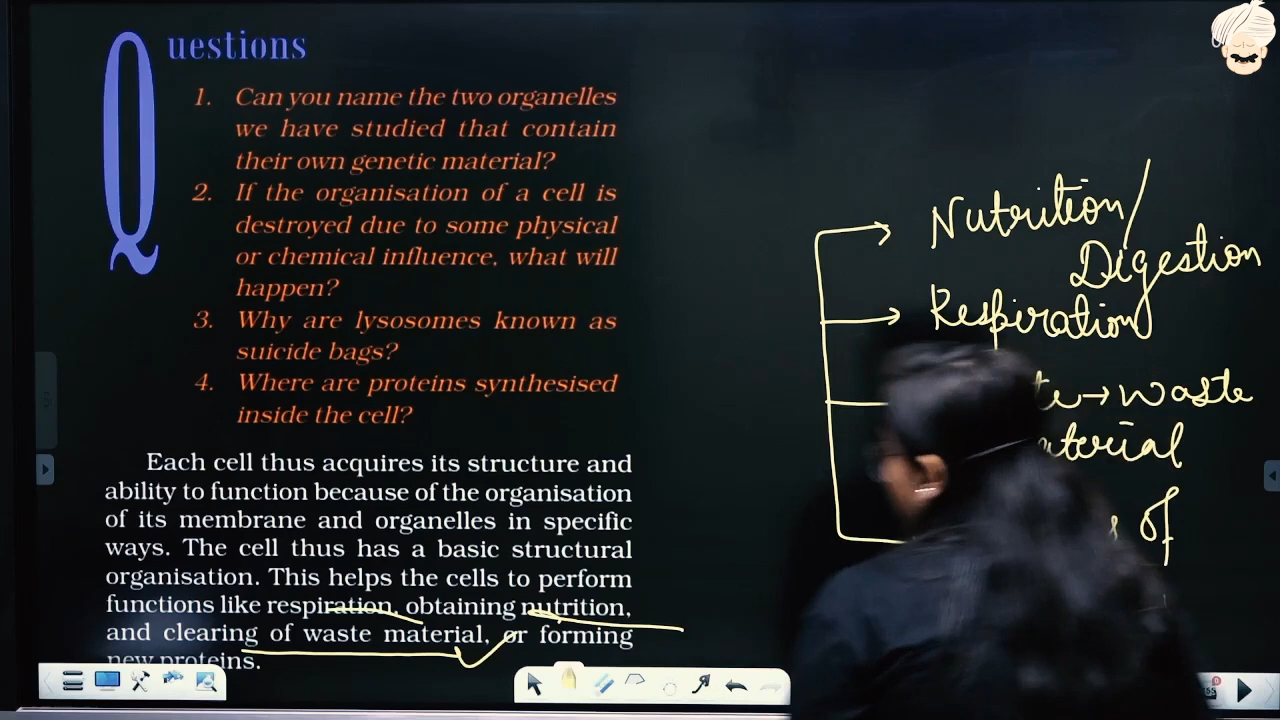 Questions
1. Can you name the two organelles
we have studied that contain
their own genetic material?
2. If the organisation of a cell is
destroyed due to some physical
or chemical influence, what will
happen?
3. Why are lysosomes known as
suicide bags?
4. Where are proteins synthesised
inside the cell?
Each cell thus acquires its structure and
ability to function because of the organisation
of its membrane and organelles in specific
ways. The cell thus has a basic structural
organisation. This helps the cells to perform
functions like respiration, obtaining nutrition,
and clearing of waste material, or forming
new proteins.
Nutrition/
Digestion
Respiration
→ waste
of